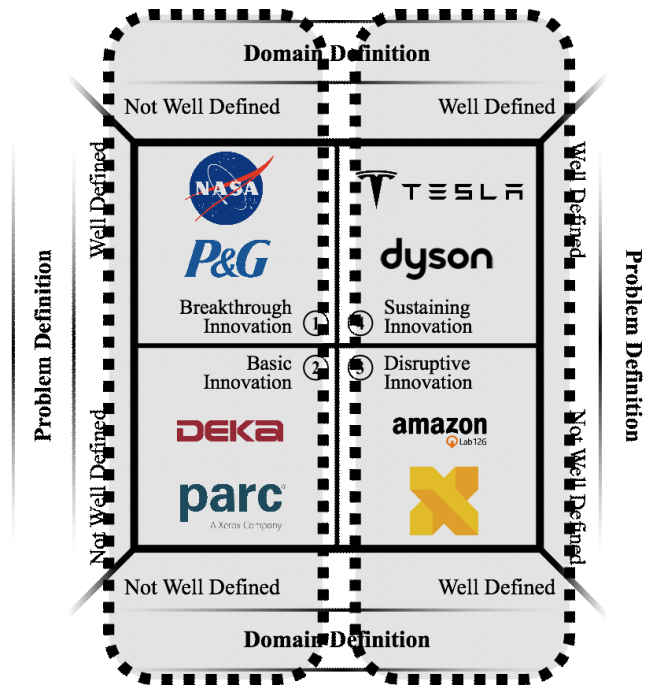 Domain Definition
Not Well Defined
Well Defined
Well Defined
Well Defined
Problem Definition
Problem Definition
NASA
TESLA
P&G
dyson
Breakthrough
Innovation
1
4
Sustaining
Innovation
Basic
Innovation
2
3
Disruptive
Innovation
Not Well Defined
Not Well Defined
DEKA
amazon
Lab126
parc
A Xerox Company
Not Well Defined
Well Defined
Domain Definition